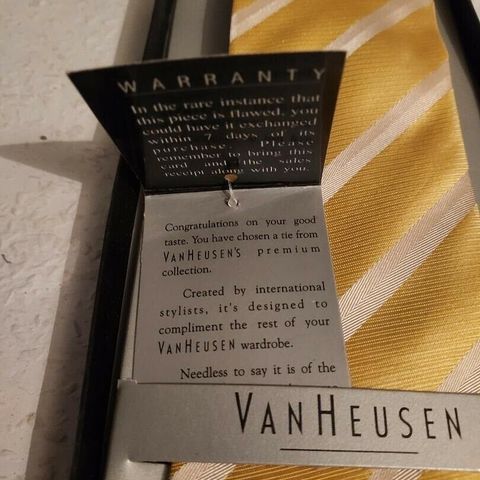 WARRANTY
In the rare instance that
this piece is flawed, you
could have it exchanged
within 7 days of its
purchase. Please
remember to bring this
card and the sales
receipt along with you.
Congratulations on your good
taste. You have chosen a tie from
VANHEUSEN'S premium
collection.
Created by international
stylists, it's designed to
compliment the rest of your
VANHEUSEN wardrobe.
Needless to say it is of the
VANHEUSEN